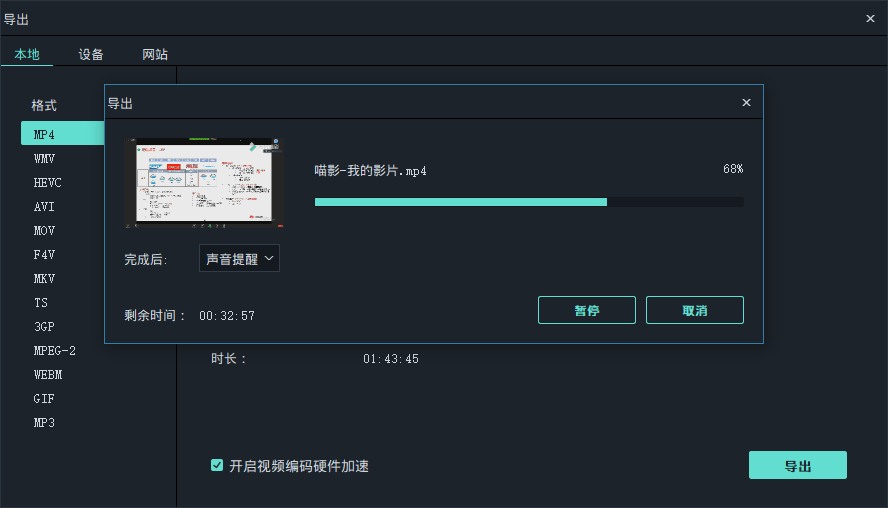 导出
本地 设备 网站
格式
MP4
WMV
HEVC
AVI
MOV
F4V
MKV
TS
3GP
MPEG-2
WEBM
GIF
MP3
导出
喵影-我的影片.mp4 68%
完成后: 声音提醒
剩余时间： 00:32:57
暂停 取消
时长： 01:43:45
开启视频编码硬件加速
导出